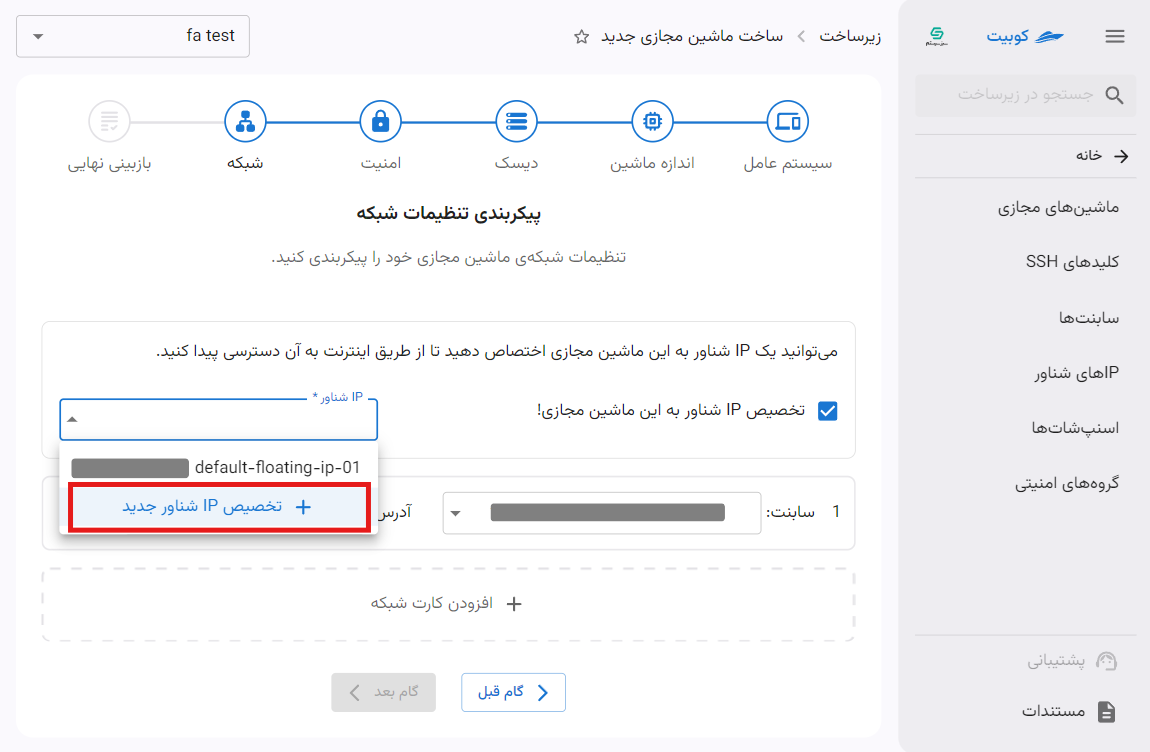 کوبیت
جستجو در زیرساخت
خانه
ماشین‌های مجازی
کلیدهای SSH
سابنت‌ها
IPهای شناور
اسنپ‌شات‌ها
گروه‌های امنیتی
پشتیبانی
مستندات
زیرساخت
ساخت ماشین مجازی جدید
fa test
سیستم عامل
اندازه ماشین
دیسک
امنیت
شبکه
بازبینی نهایی
پیکربندی تنظیمات شبکه
تنظیمات شبکه‌ی ماشین مجازی خود را پیکربندی کنید.
می‌توانید یک IP شناور به این ماشین مجازی اختصاص دهید تا از طریق اینترنت به آن دسترسی پیدا کنید.
تخصیص IP شناور به این ماشین مجازی!
IP شناور *
default-floating-ip-01
تخصیص IP شناور جدید
1 سابنت:
آدرس
افزودن کارت شبکه
گام قبل
گام بعد